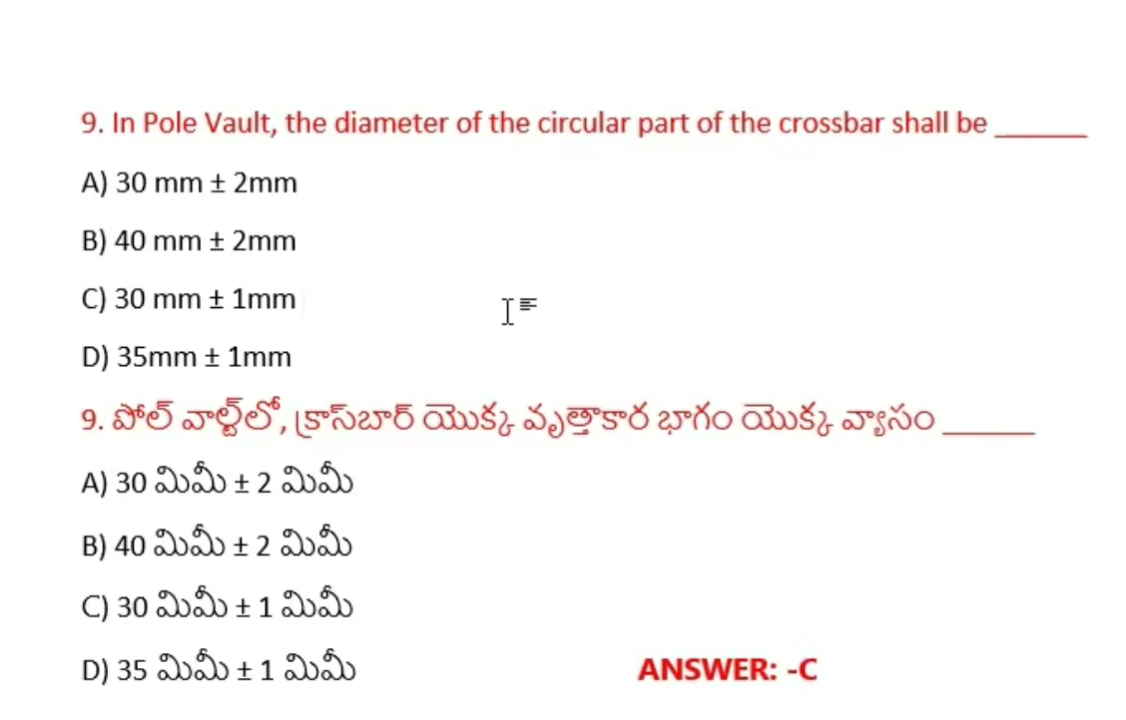 9. In Pole Vault, the diameter of the circular part of the crossbar shall be ______
A) 30 mm ± 2mm
B) 40 mm ± 2mm
C) 30 mm ± 1mm
D) 35mm ± 1mm
9. పోల్ వాల్ట్‌లో, క్రాస్‌బార్ యొక్క వృత్తాకార భాగం యొక్క వ్యాసం ______
A) 30 మిమీ ± 2 మిమీ
B) 40 మిమీ ± 2 మిమీ
C) 30 మిమీ ± 1 మిమీ
D) 35 మిమీ ± 1 మిమీ
ANSWER: -C